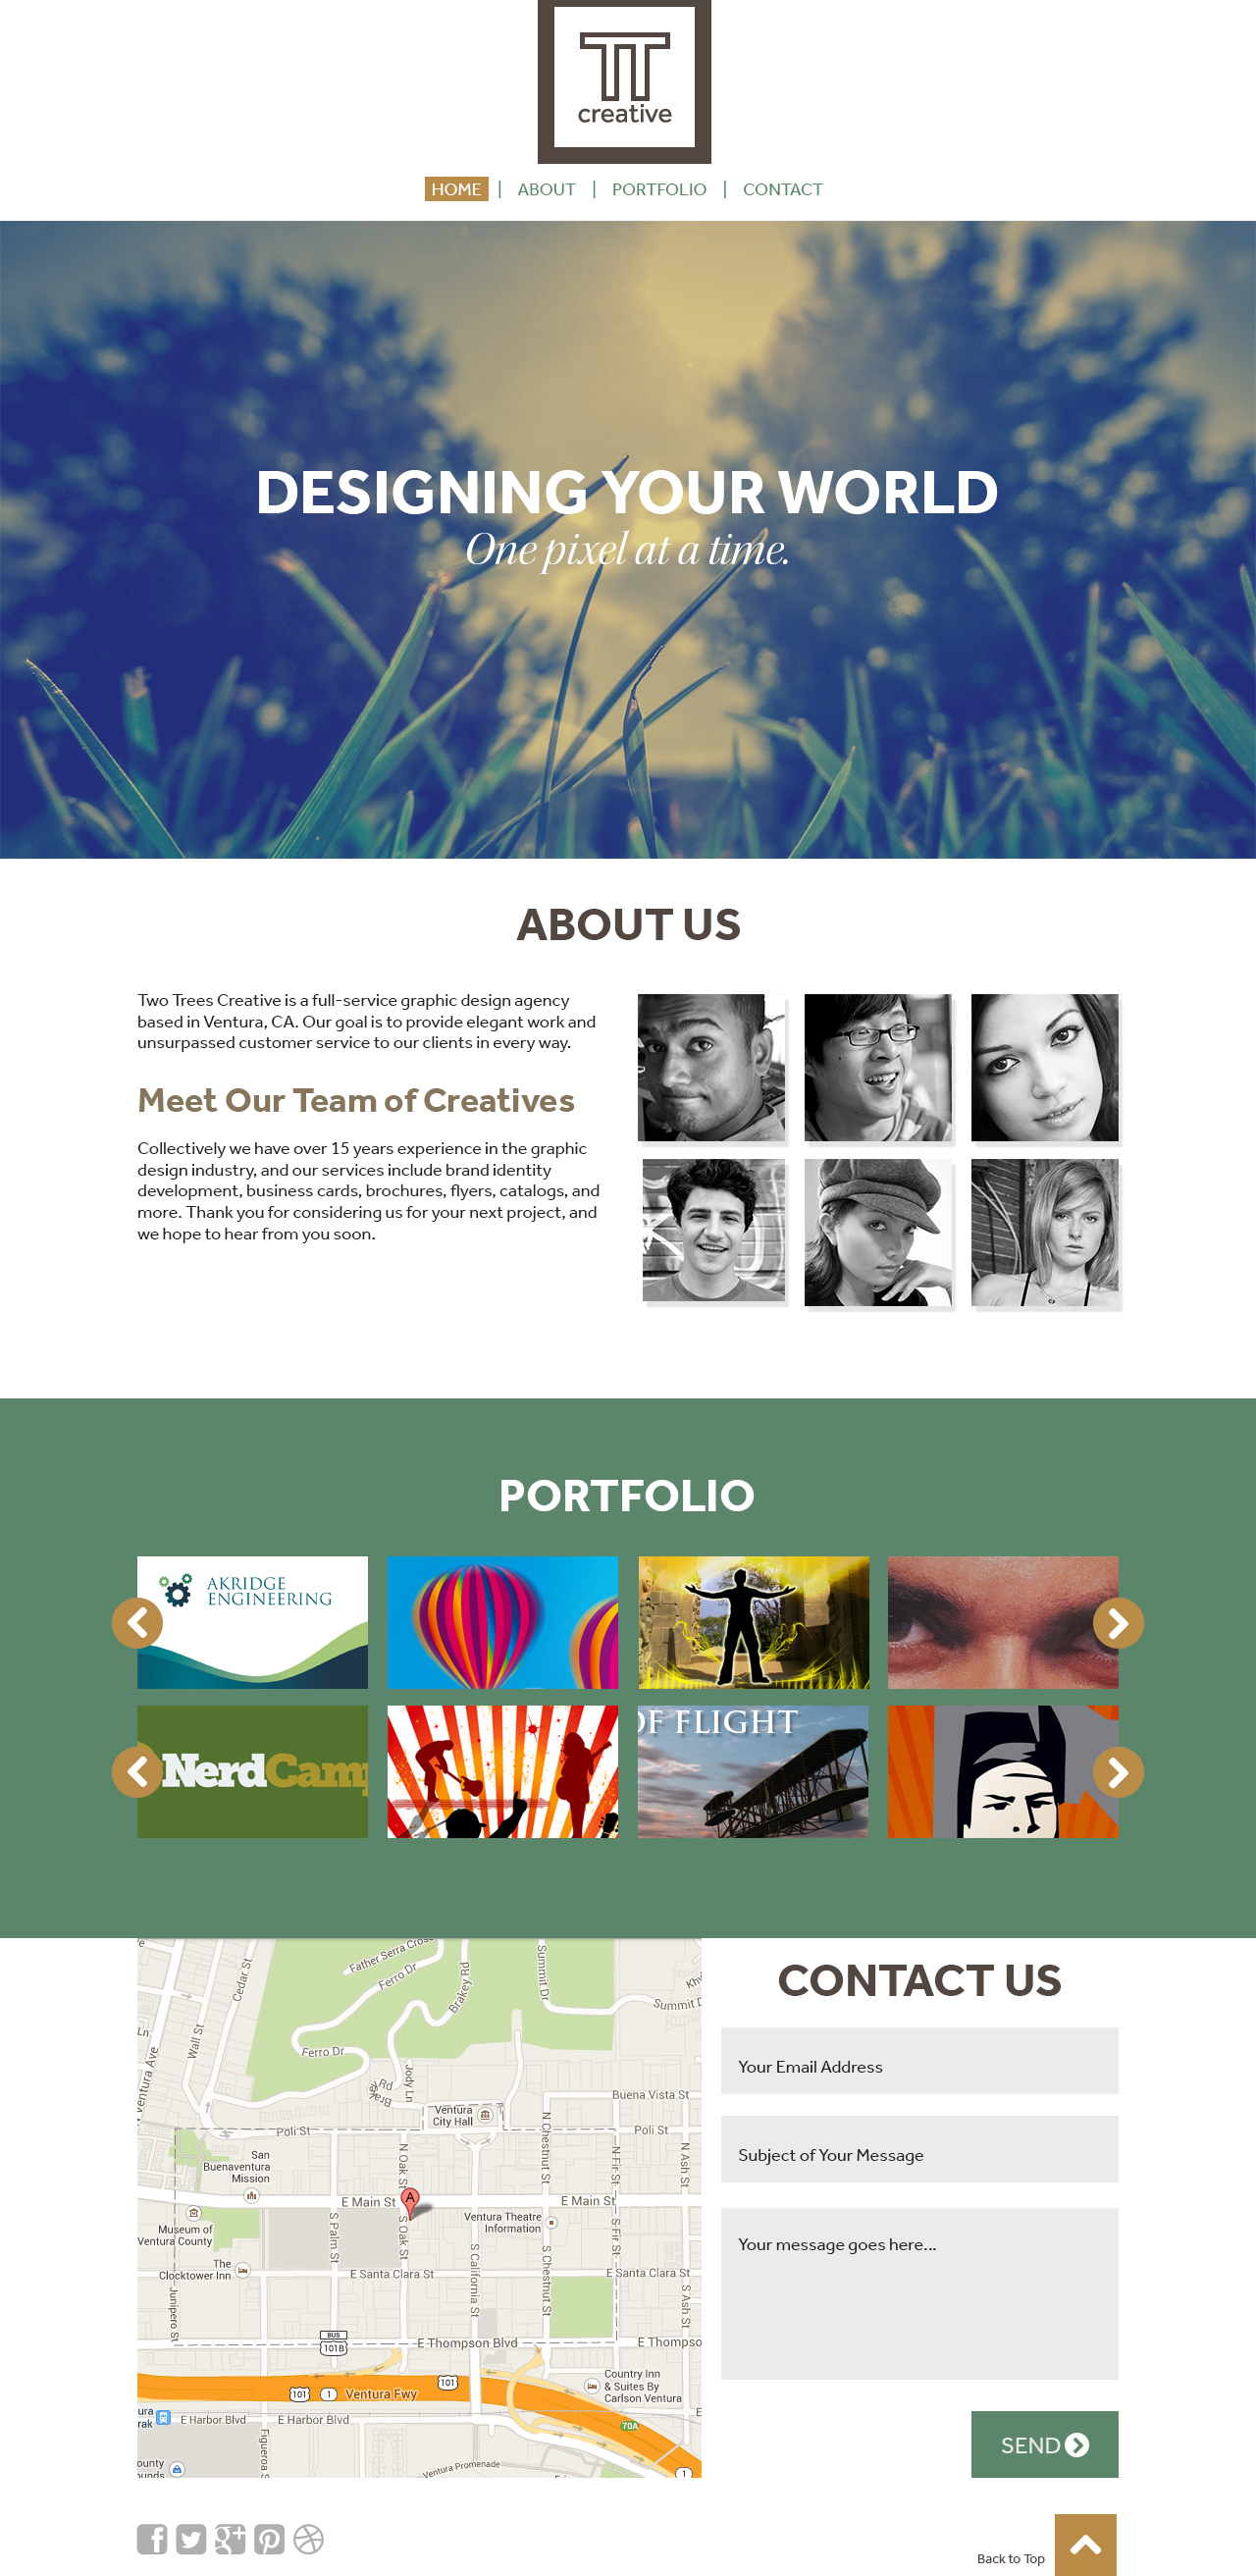 TT
creative
HOME | ABOUT | PORTFOLIO | CONTACT
DESIGNING YOUR WORLD
One pixel at a time.
ABOUT US
Two Trees Creative is a full-service graphic design agency
based in Ventura, CA. Our goal is to provide elegant work and
unsurpassed customer service to our clients in every way.
Meet Our Team of Creatives
Collectively we have over 15 years experience in the graphic
design industry, and our services include brand identity
development, business cards, brochures, flyers, catalogs, and
more. Thank you for considering us for your next project, and
we hope to hear from you soon.
PORTFOLIO
AKRIDGE
ENGINEERING
NerdCamp
OF FLIGHT
Father Serra Cross
Ferro Dr
Brakey Rd
Summit Dr
Cedar St
Summit D
Wall St
Ferro Dr
N Ventura Ave
Jody Ln
Brakey Rd
Buena Vista St
Ventura
City Hall
Poli St
Poli St
San
Buenaventura
Mission
N Oak St
N Chestnut St
N Fir St
N Ash St
E Main St
A
E Main St
Museum of
Ventura County
S Palm St
S Oak St
Ventura Theatre
Information
S Fir St
The
Clocktower Inn
E Santa Clara St
S California St
S Chestnut St
E Santa Clara St
S Ash St
Junipero St
BUS
101B
E Thompson Blvd
E Thompso
101
1
Ventura Fwy
101
Country Inn
& Suites By
Carlson Ventura
ura
rak
E Harbor Blvd
E Harbor Blvd
70A
ounty
ounds
Figueroa S
Ventura Promenade
1
CONTACT US
Your Email Address
Subject of Your Message
Your message goes here...
SEND
Back to Top